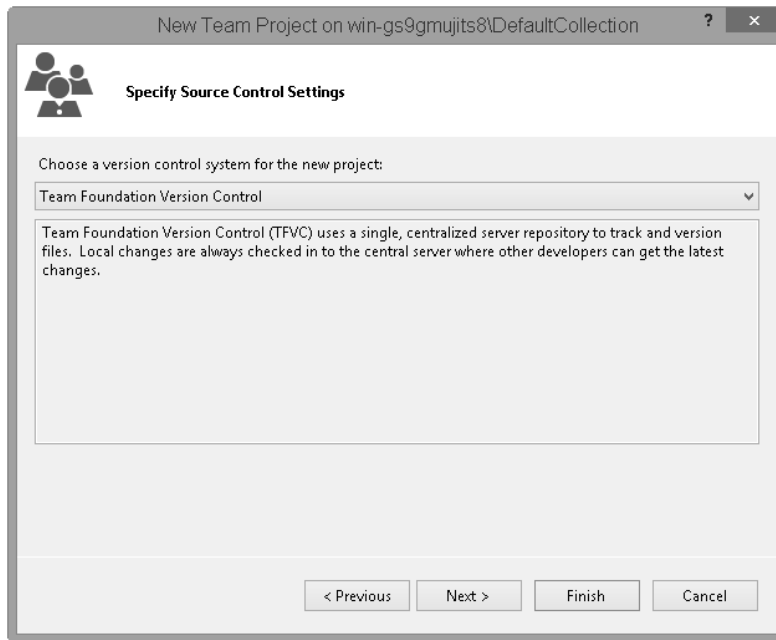 New Team Project on win-gs9gmujits8\DefaultCollection
?
Specify Source Control Settings
Choose a version control system for the new project:
Team Foundation Version Control
Team Foundation Version Control (TFVC) uses a single, centralized server repository to track and version
files. Local changes are always checked in to the central server where other developers can get the latest
changes.
< Previous
Next >
Finish
Cancel